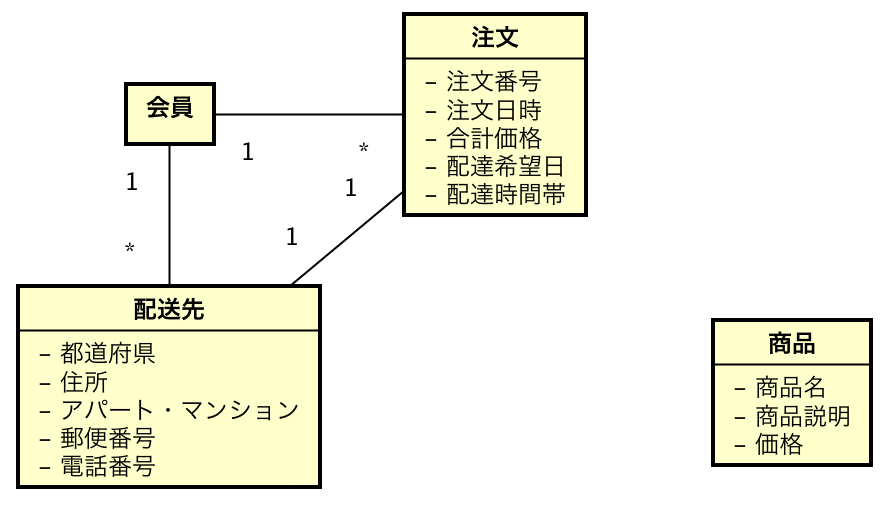 注文
– 注文番号
– 注文日時
– 合計価格
– 配達希望日
– 配達時間帯
会員
1
*
1
*
1
1
配送先
– 都道府県
– 住所
– アパート・マンション
– 郵便番号
– 電話番号
商品
– 商品名
– 商品説明
– 価格